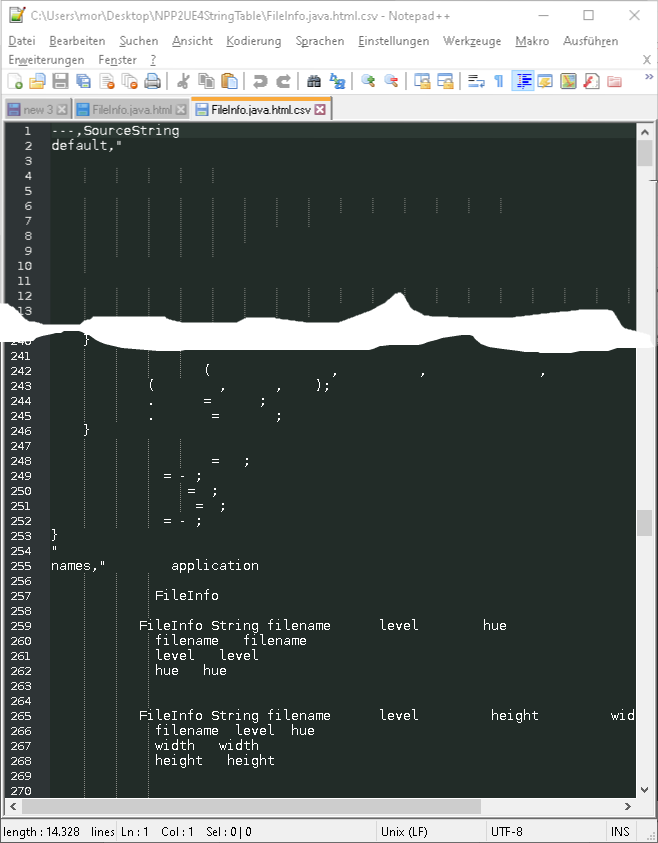 C:\Users\mor\Desktop\NPP2UE4StringTable\FileInfo.java.html.csv - Notepad++
Datei Bearbeiten Suchen Ansicht Kodierung Sprachen Einstellungen Werkzeuge Makro Ausführen
Erweiterungen Fenster ? X
new 3 FileInfo.java.html FileInfo.java.html.csv
1 ---,SourceString
2 default,"
3
4
5
6
7
8
9
10
11
12
240 }
241
242 ( , , ,
243 ( , , );
244 . = ;
245 . = ;
246 }
247
248 = ;
249 = - ;
250 = ;
251 = ;
252 = - ;
253 }
254 "
255 names," application
256
257 FileInfo
258
259 FileInfo String filename level hue
260 filename filename
261 level level
262 hue hue
263
264
265 FileInfo String filename level height wid
266 filename level hue
267 width width
268 height height
269
270
length : 14.328 lines Ln : 1 Col : 1 Sel : 0 | 0 Unix (LF) UTF-8 INS